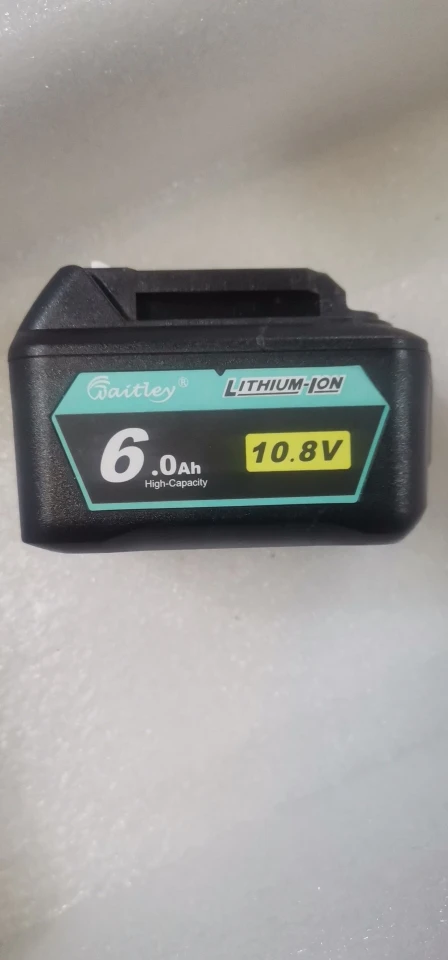 Waitley®
LITHIUM-ION
6.0Ah
High-Capacity
10.8V